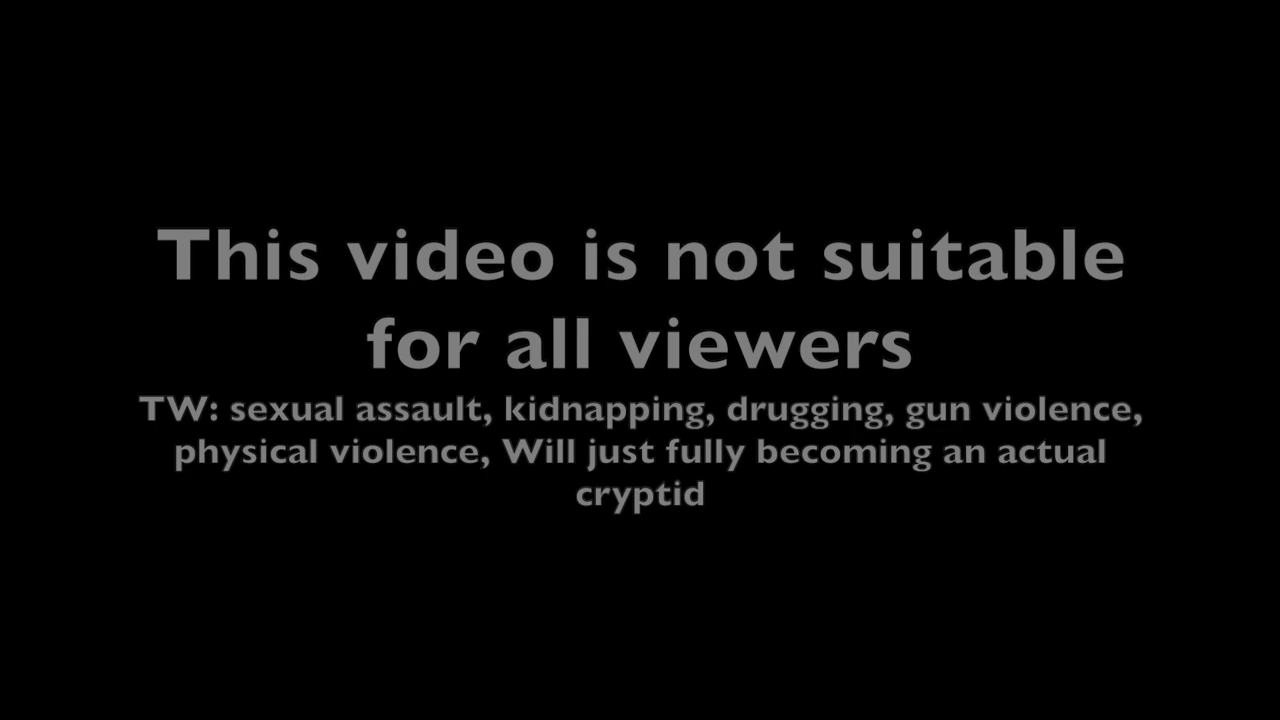 This video is not suitable
for all viewers
TW: sexual assault, kidnapping, drugging, gun violence,
physical violence, Will just fully becoming an actual
cryptid